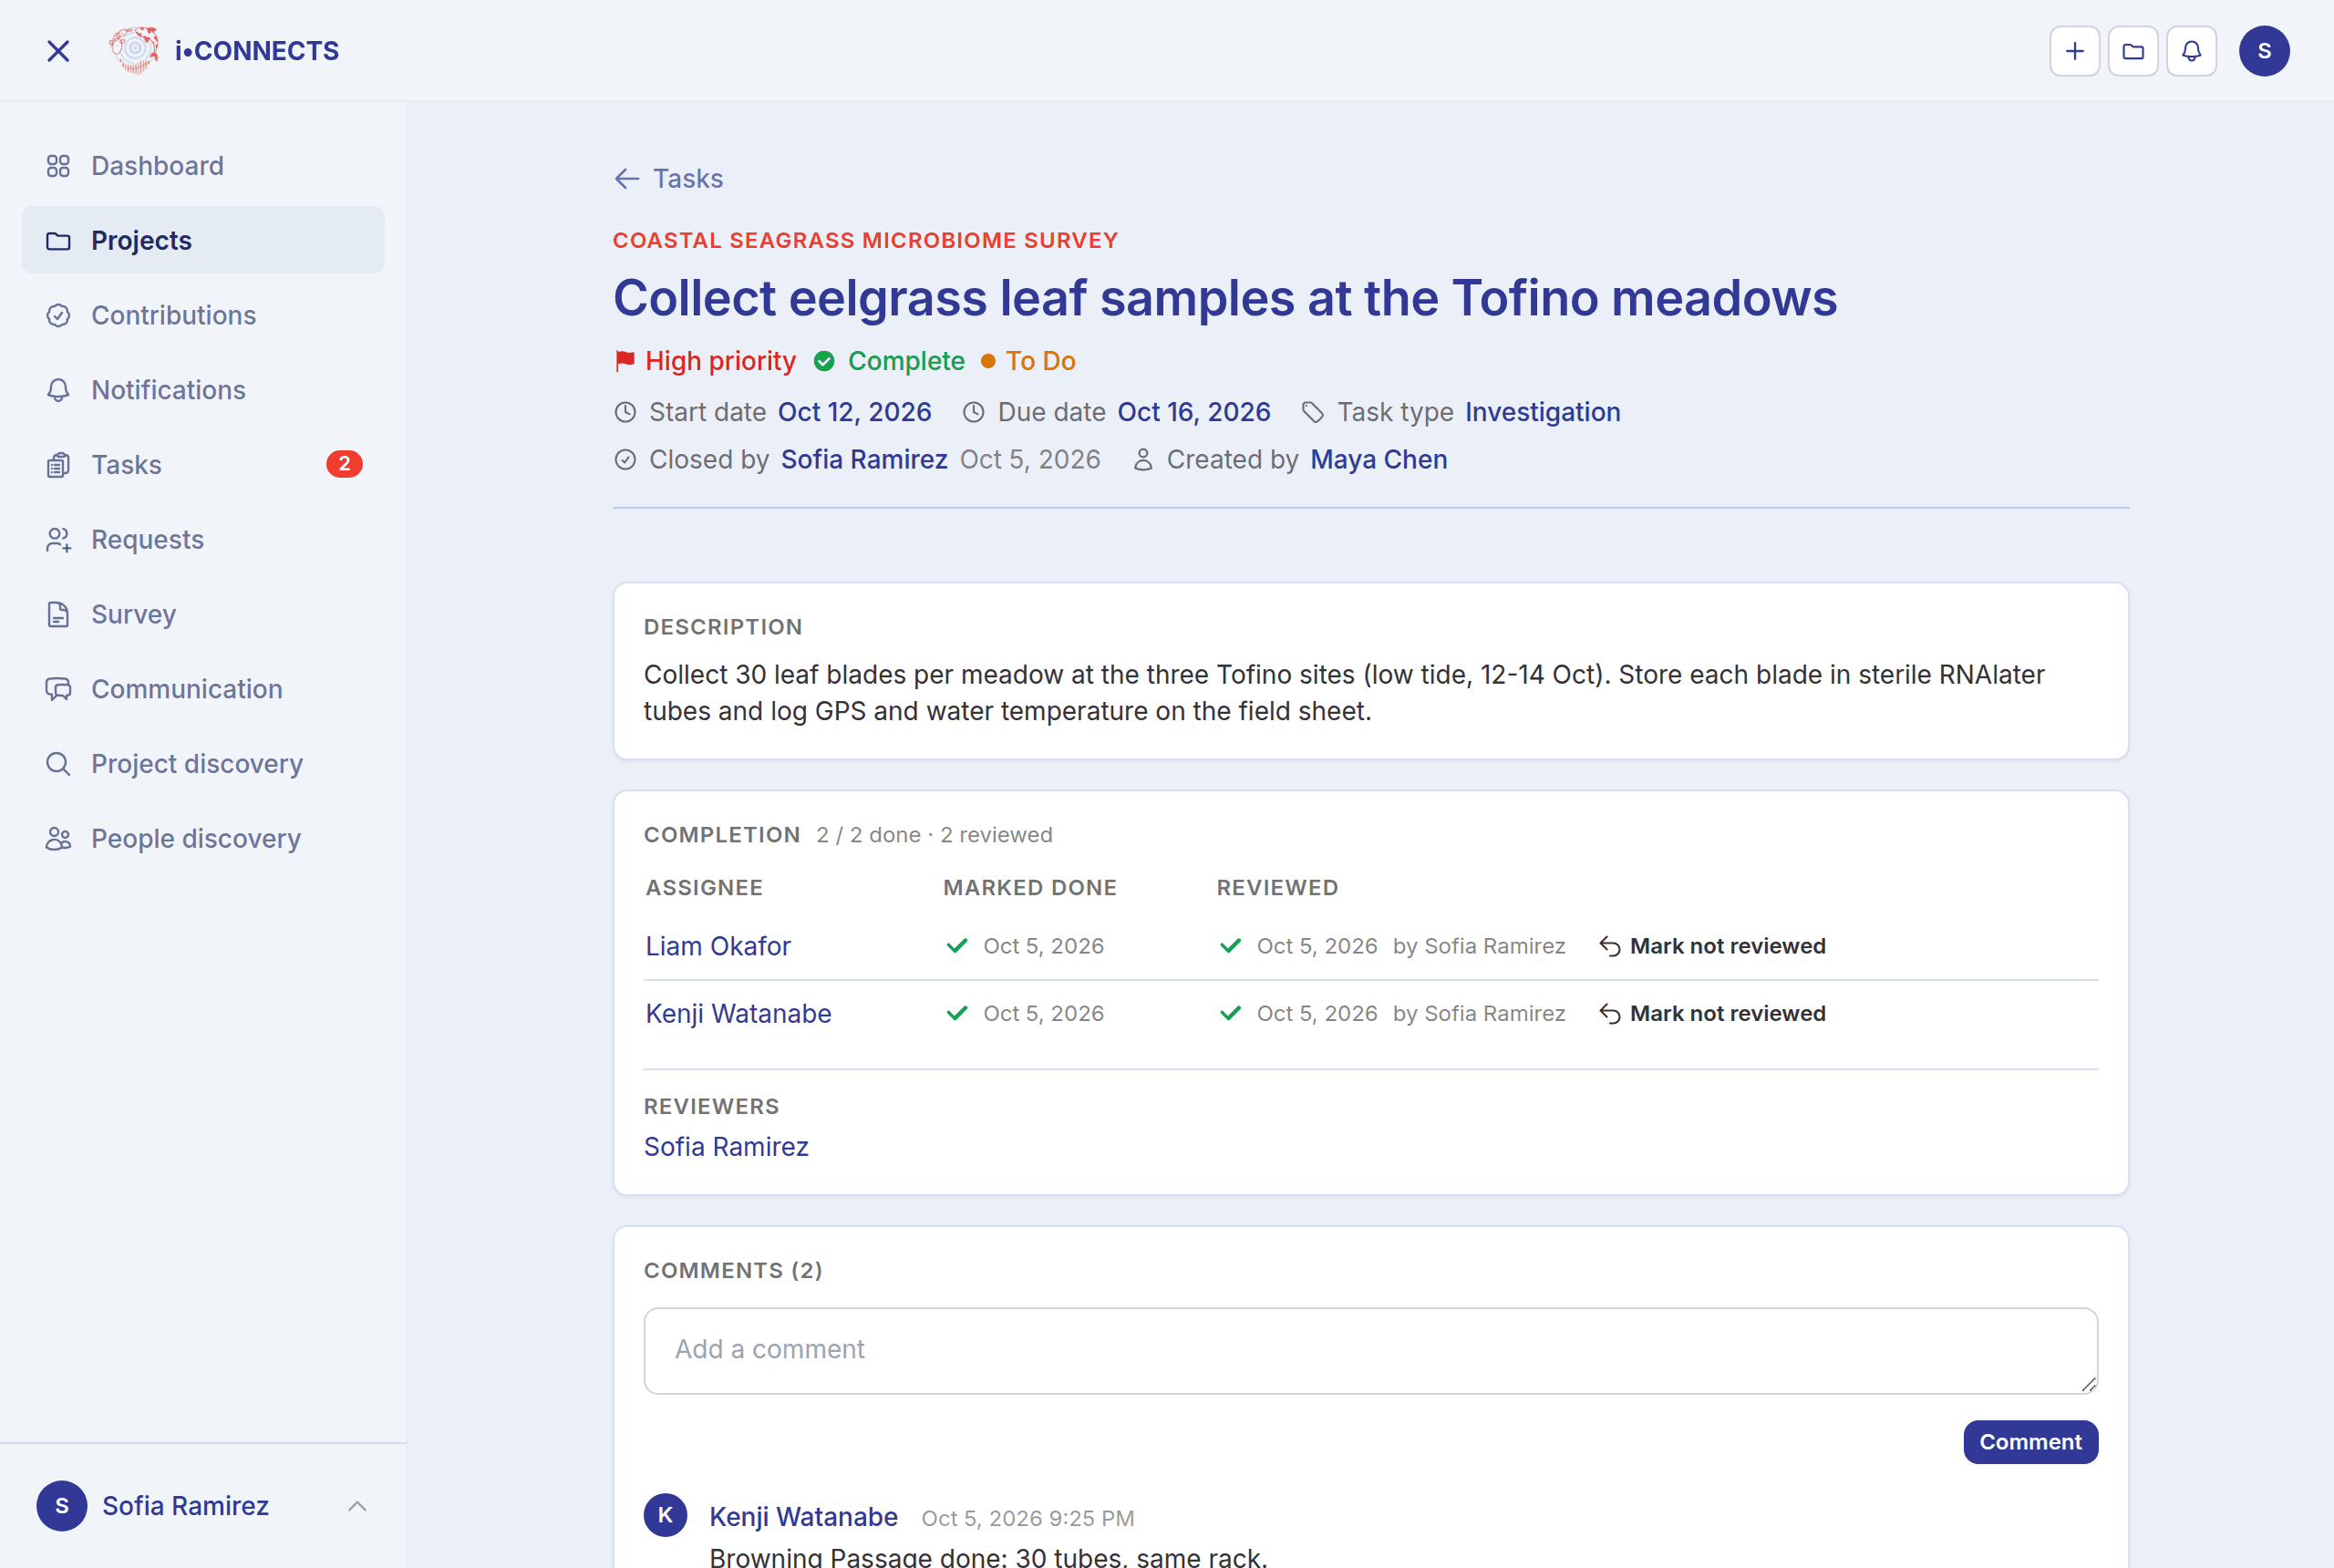 i•CONNECTS
S
Dashboard
Projects
Contributions
Notifications
Tasks 2
Requests
Survey
Communication
Project discovery
People discovery
S Sofia Ramirez
Tasks
COASTAL SEAGRASS MICROBIOME SURVEY
Collect eelgrass leaf samples at the Tofino meadows
High priority Complete To Do
Start date Oct 12, 2026 Due date Oct 16, 2026 Task type Investigation
Closed by Sofia Ramirez Oct 5, 2026 Created by Maya Chen
DESCRIPTION
Collect 30 leaf blades per meadow at the three Tofino sites (low tide, 12-14 Oct). Store each blade in sterile RNAlater
tubes and log GPS and water temperature on the field sheet.
COMPLETION 2 / 2 done · 2 reviewed
ASSIGNEE MARKED DONE REVIEWED
Liam Okafor Oct 5, 2026 Oct 5, 2026 by Sofia Ramirez Mark not reviewed
Kenji Watanabe Oct 5, 2026 Oct 5, 2026 by Sofia Ramirez Mark not reviewed
REVIEWERS
Sofia Ramirez
COMMENTS (2)
Add a comment
Comment
K Kenji Watanabe Oct 5, 2026 9:25 PM
Browning Passage done: 30 tubes, same rack.